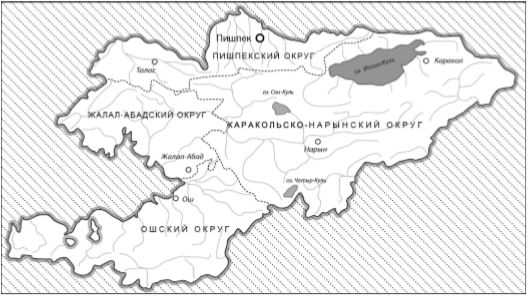 Пишпек
ПИШПЕКСКИЙ ОКРУГ
Талас
оз. Иссык-Куль
Каракол
оз. Сон-Куль
ЖАЛАЛ-АБАДСКИЙ ОКРУГ
КАРАКОЛЬСКО-НАРЫНСКИЙ ОКРУГ
Нарын
Жалал-Абад
оз. Чатыр-Куль
Ош
ОШСКИЙ ОКРУГ